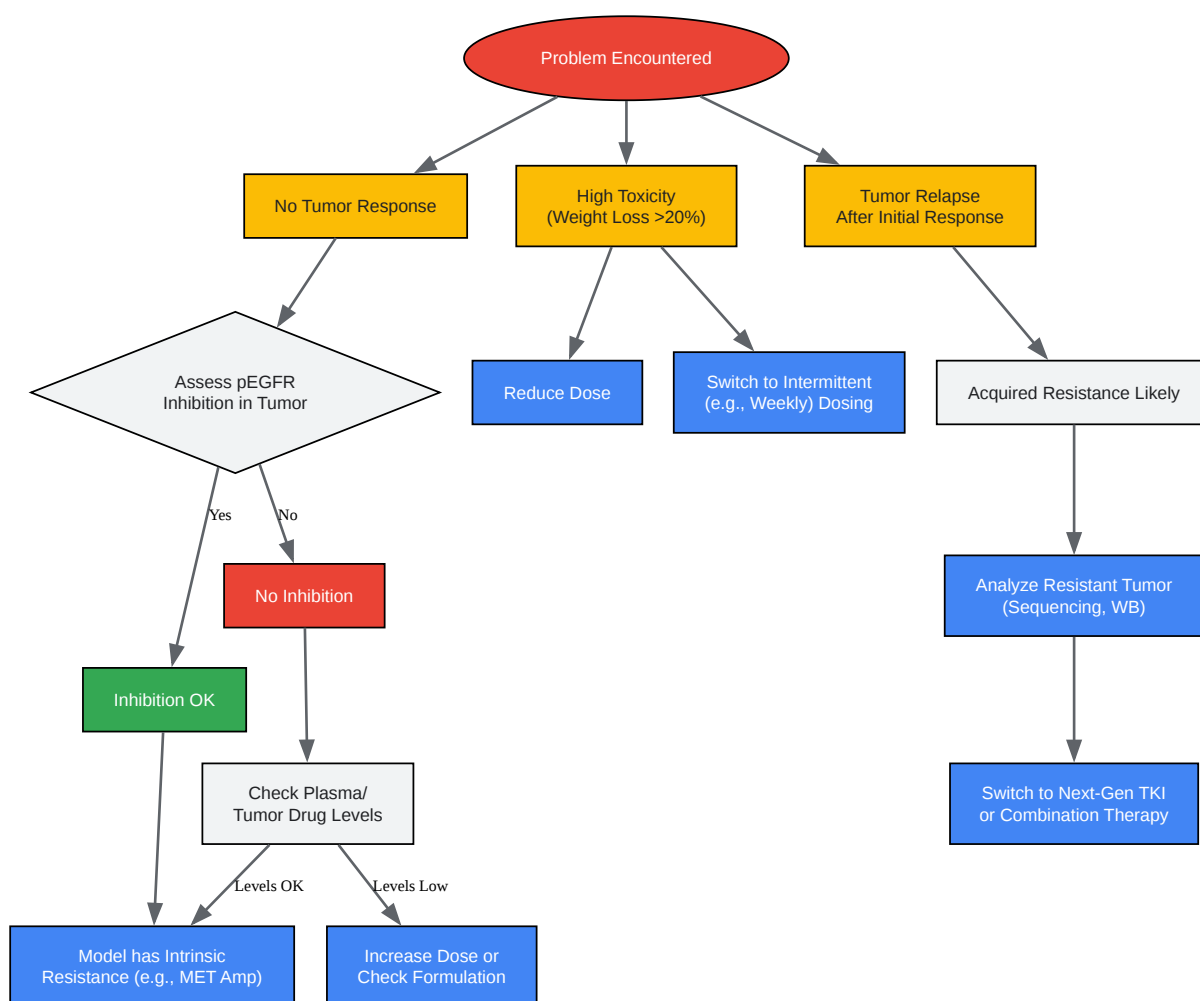 Problem Encountered
No Tumor Response
High Toxicity
(Weight Loss >20%)
Tumor Relapse
After Initial Response
Assess pEGFR
Inhibition in Tumor
Reduce Dose
Switch to Intermittent
(e.g., Weekly) Dosing
Acquired Resistance Likely
Yes
No
No Inhibition
Analyze Resistant Tumor
(Sequencing, WB)
Inhibition OK
Check Plasma/
Tumor Drug Levels
Switch to Next-Gen TKI
or Combination Therapy
Levels OK
Levels Low
Model has Intrinsic
Resistance (e.g., MET Amp)
Increase Dose or
Check Formulation